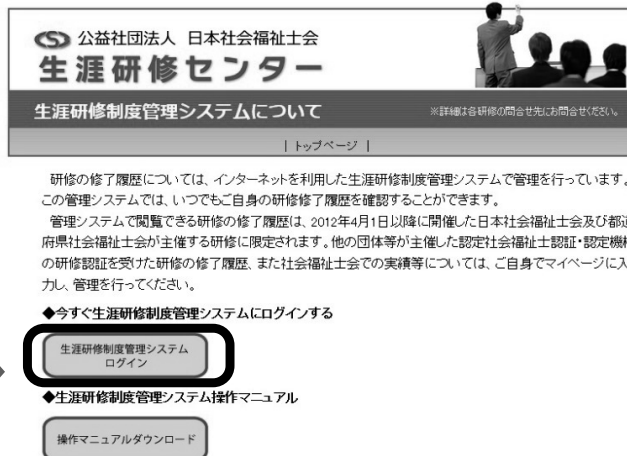 公益社団法人 日本社会福祉士会
生涯研修センター
生涯研修制度管理システムについて
※詳細は各研修の問合せ先にお問合せください。
| トップページ |
研修の修了履歴については、インターネットを利用した生涯研修制度管理システムで管理を行っています。
この管理システムでは、いつでもご自身の研修修了履歴を確認することができます。
管理システムで閲覧できる研修の修了履歴は、2012年4月1日以降に開催した日本社会福祉士会及び都道
府県社会福祉士会が主催する研修に限定されます。他の団体等が主催した認定社会福祉士認証・認定機構
の研修認証を受けた研修の修了履歴、また社会福祉士会での実績等については、ご自身でマイページに入
力し、管理を行ってください。
◆今すぐ生涯研修制度管理システムにログインする
生涯研修制度管理システム
ログイン
◆生涯研修制度管理システム操作マニュアル
操作マニュアルダウンロード